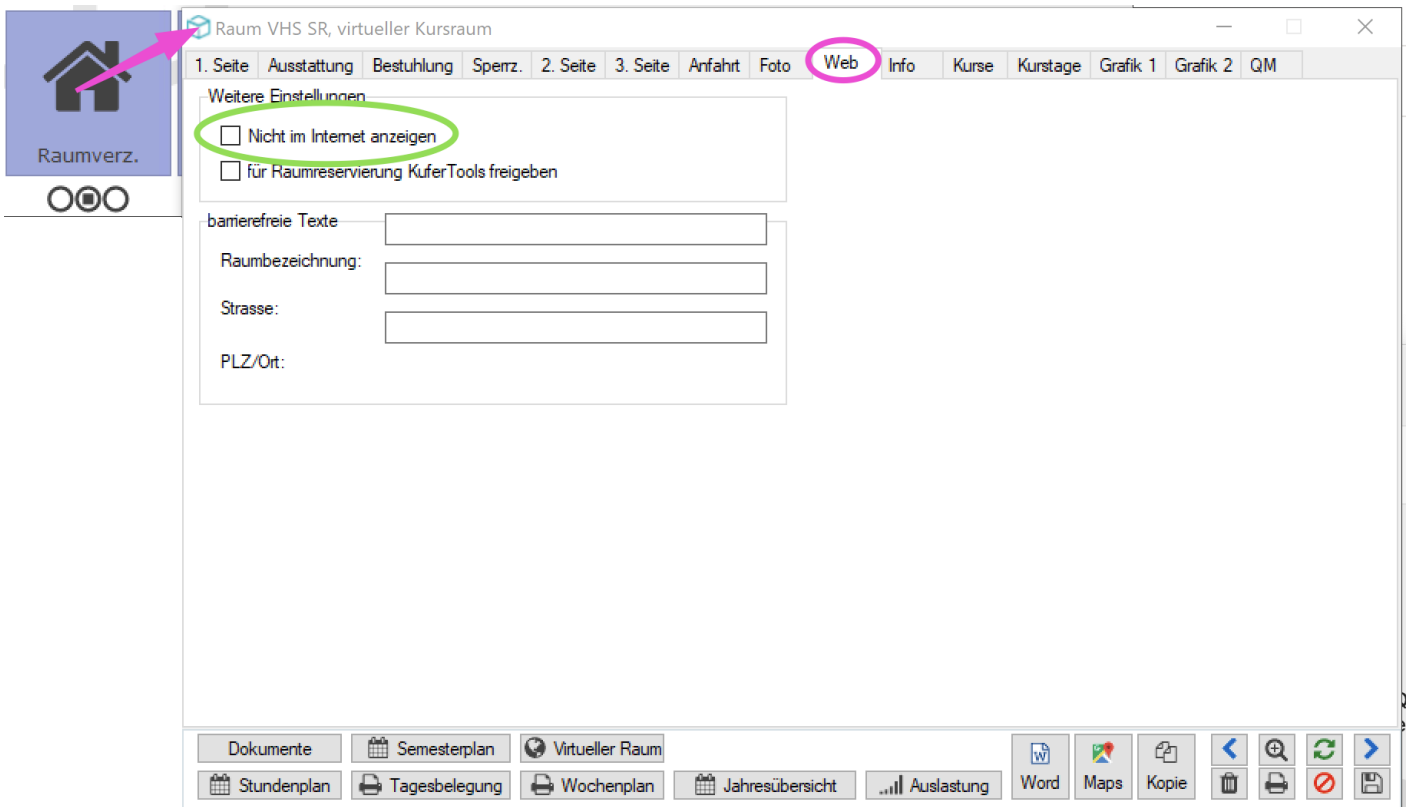 Raum VHS SR, virtueller Kursraum
1. Seite Ausstattung Bestuhlung Sperrz. 2. Seite 3. Seite Anfahrt Foto Web Info Kurse Kurstage Grafik 1 Grafik 2 QM
Weitere Einstellungen
Nicht im Internet anzeigen
Raumverz.
für Raumreservierung KuferTools freigeben
barrierefreie Texte
Raumbezeichnung:
Strasse:
PLZ/Ort:
Dokumente Semesterplan Virtueller Raum
Stundenplan Tagesbelegung Wochenplan Jahresübersicht Auslastung Word Maps Kopie